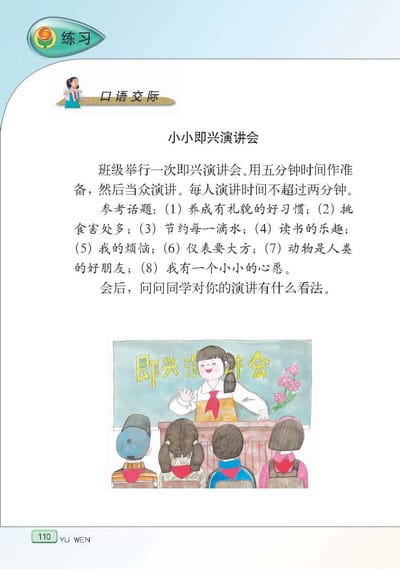 练习
口语交际
小小即兴演讲会
班级举行一次即兴演讲会。用五分钟时间作准
备，然后当众演讲。每人演讲时间不超过两分钟。
参考话题：（1）养成有礼貌的好习惯；（2）挑
食害处多；（3）节约每一滴水；（4）读书的乐趣；
（5）我的烦恼；（6）仪表要大方；（7）动物是人类
的好朋友；（8）我有一个小小的心愿。
会后，问问同学对你的演讲有什么看法。
即兴演讲会
110
YU WEN